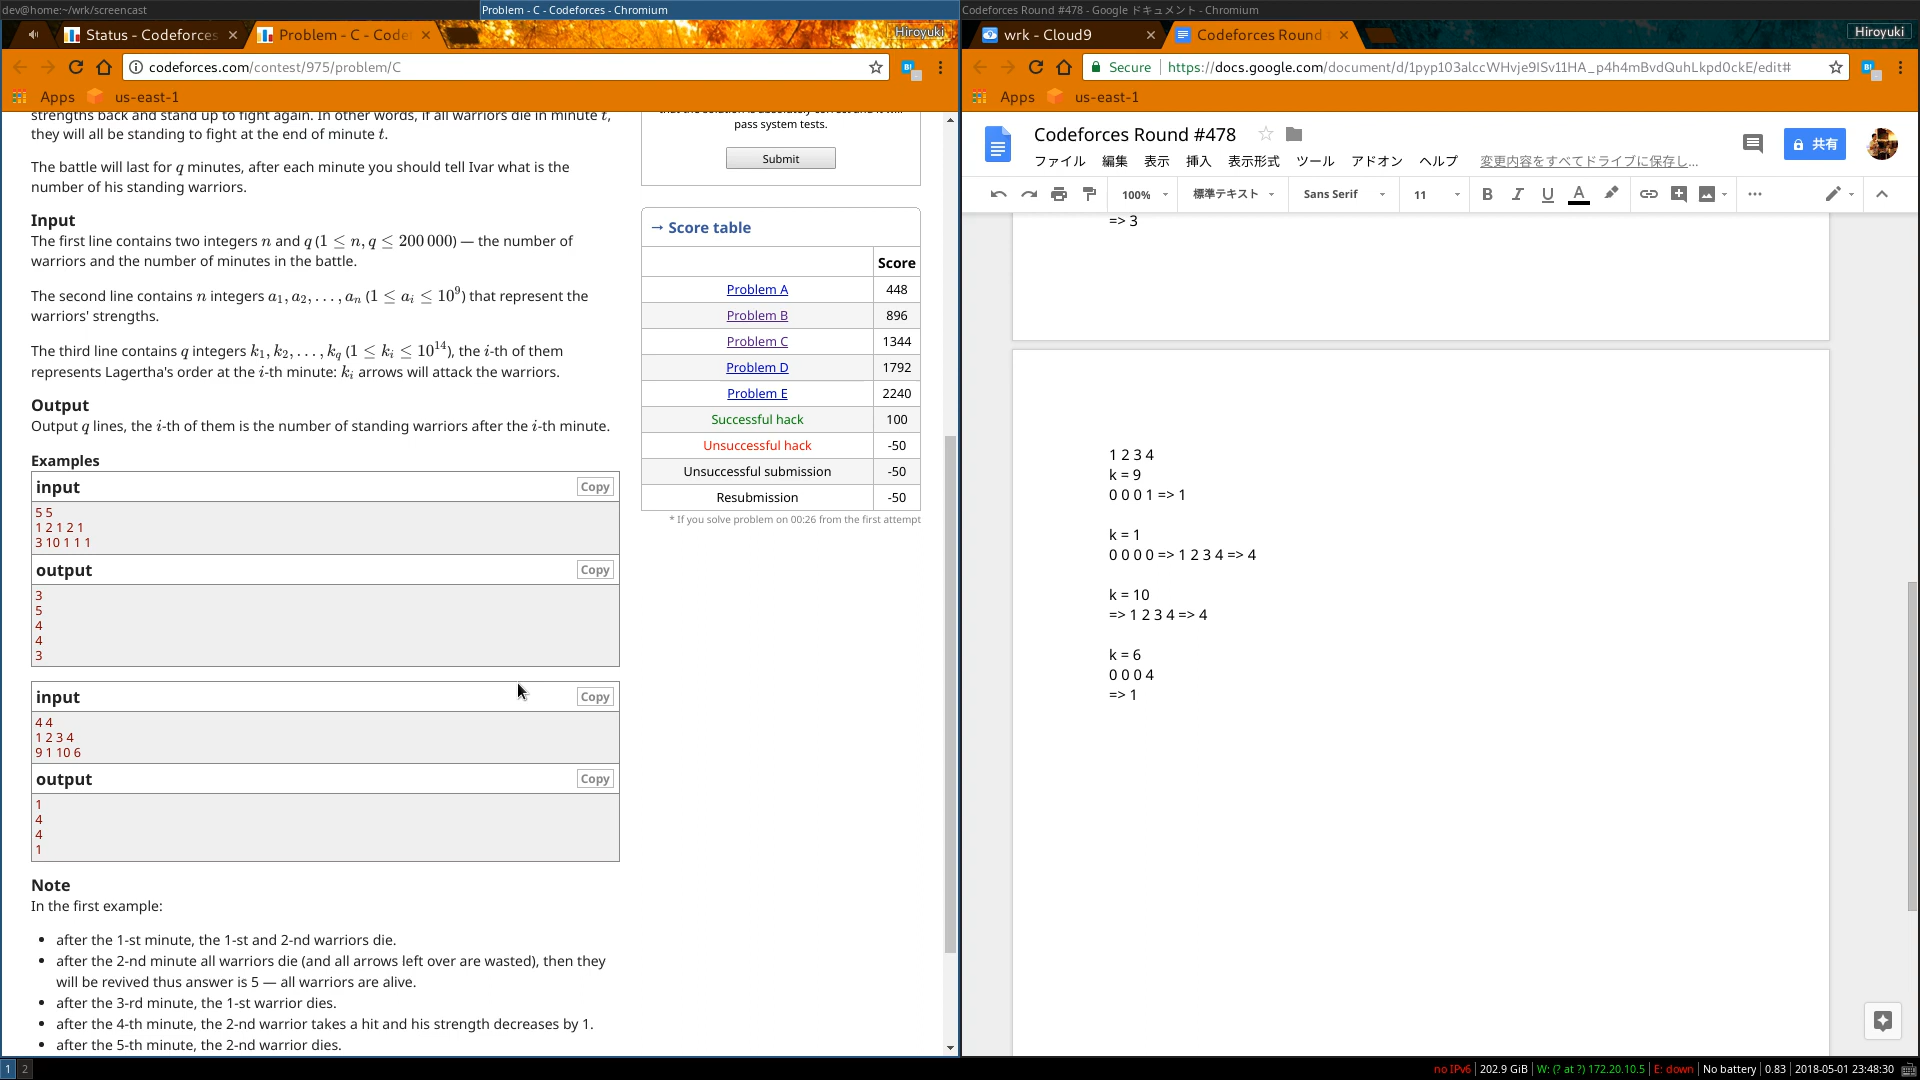 dev@home:~/wrk/screencast
Problem - C - Codeforces - Chromium
Codeforces Round #478 - Google ドキュメント - Chromium
Status - Codeforces
Problem - C - Code
Hiroyuki
codeforces.com/contest/975/problem/C
Apps
us-east-1
strengths back and stand up to fight again. In other words, if all warriors die in minute t,
they will all be standing to fight at the end of minute t.
The battle will last for q minutes, after each minute you should tell Ivar what is the
number of his standing warriors.
Input
The first line contains two integers n and q (1 ≤ n, q ≤ 200 000) — the number of
warriors and the number of minutes in the battle.
The second line contains n integers a₁, a₂, . . . , aₙ (1 ≤ aᵢ ≤ 10⁹) that represent the
warriors' strengths.
The third line contains q integers k₁, k₂, . . . , k_q (1 ≤ kᵢ ≤ 10¹⁴), the i-th of them
represents Lagertha's order at the i-th minute: kᵢ arrows will attack the warriors.
Output
Output q lines, the i-th of them is the number of standing warriors after the i-th minute.
Examples
input
Copy
5 5
1 2 1 2 1
3 10 1 1 1
output
Copy
3
5
4
4
3
input
Copy
4 4
1 2 3 4
9 1 10 6
output
Copy
1
4
4
1
Note
In the first example:
• after the 1-st minute, the 1-st and 2-nd warriors die.
• after the 2-nd minute all warriors die (and all arrows left over are wasted), then they
will be revived thus answer is 5 — all warriors are alive.
• after the 3-rd minute, the 1-st warrior dies.
• after the 4-th minute, the 2-nd warrior takes a hit and his strength decreases by 1.
• after the 5-th minute, the 2-nd warrior dies.
pass system tests.
Submit
→ Score table
Score
Problem A 448
Problem B 896
Problem C 1344
Problem D 1792
Problem E 2240
Successful hack 100
Unsuccessful hack -50
Unsuccessful submission -50
Resubmission -50
* If you solve problem on 00:26 from the first attempt
wrk - Cloud9
Codeforces Round
Hiroyuki
Secure
https://docs.google.com/document/d/1pyp103alccWHvje9ISv11HA_p4h4mBvdQuhLkpd0ckE/edit#
Apps
us-east-1
Codeforces Round #478
ファイル 編集 表示 挿入 表示形式 ツール アドオン ヘルプ 変更内容をすべてドライブに保存し...
共有
100% 標準テキスト Sans Serif 11 B I U A
=> 3
1 2 3 4
k = 9
0 0 0 1 => 1
k = 1
0 0 0 0 => 1 2 3 4 => 4
k = 10
=> 1 2 3 4 => 4
k = 6
0 0 0 4
=> 1
1 2
no IPv6 | 202.9 GiB | W: (? at ?) 172.20.10.5 | E: down | No battery | 0.83 | 2018-05-01 23:48:30